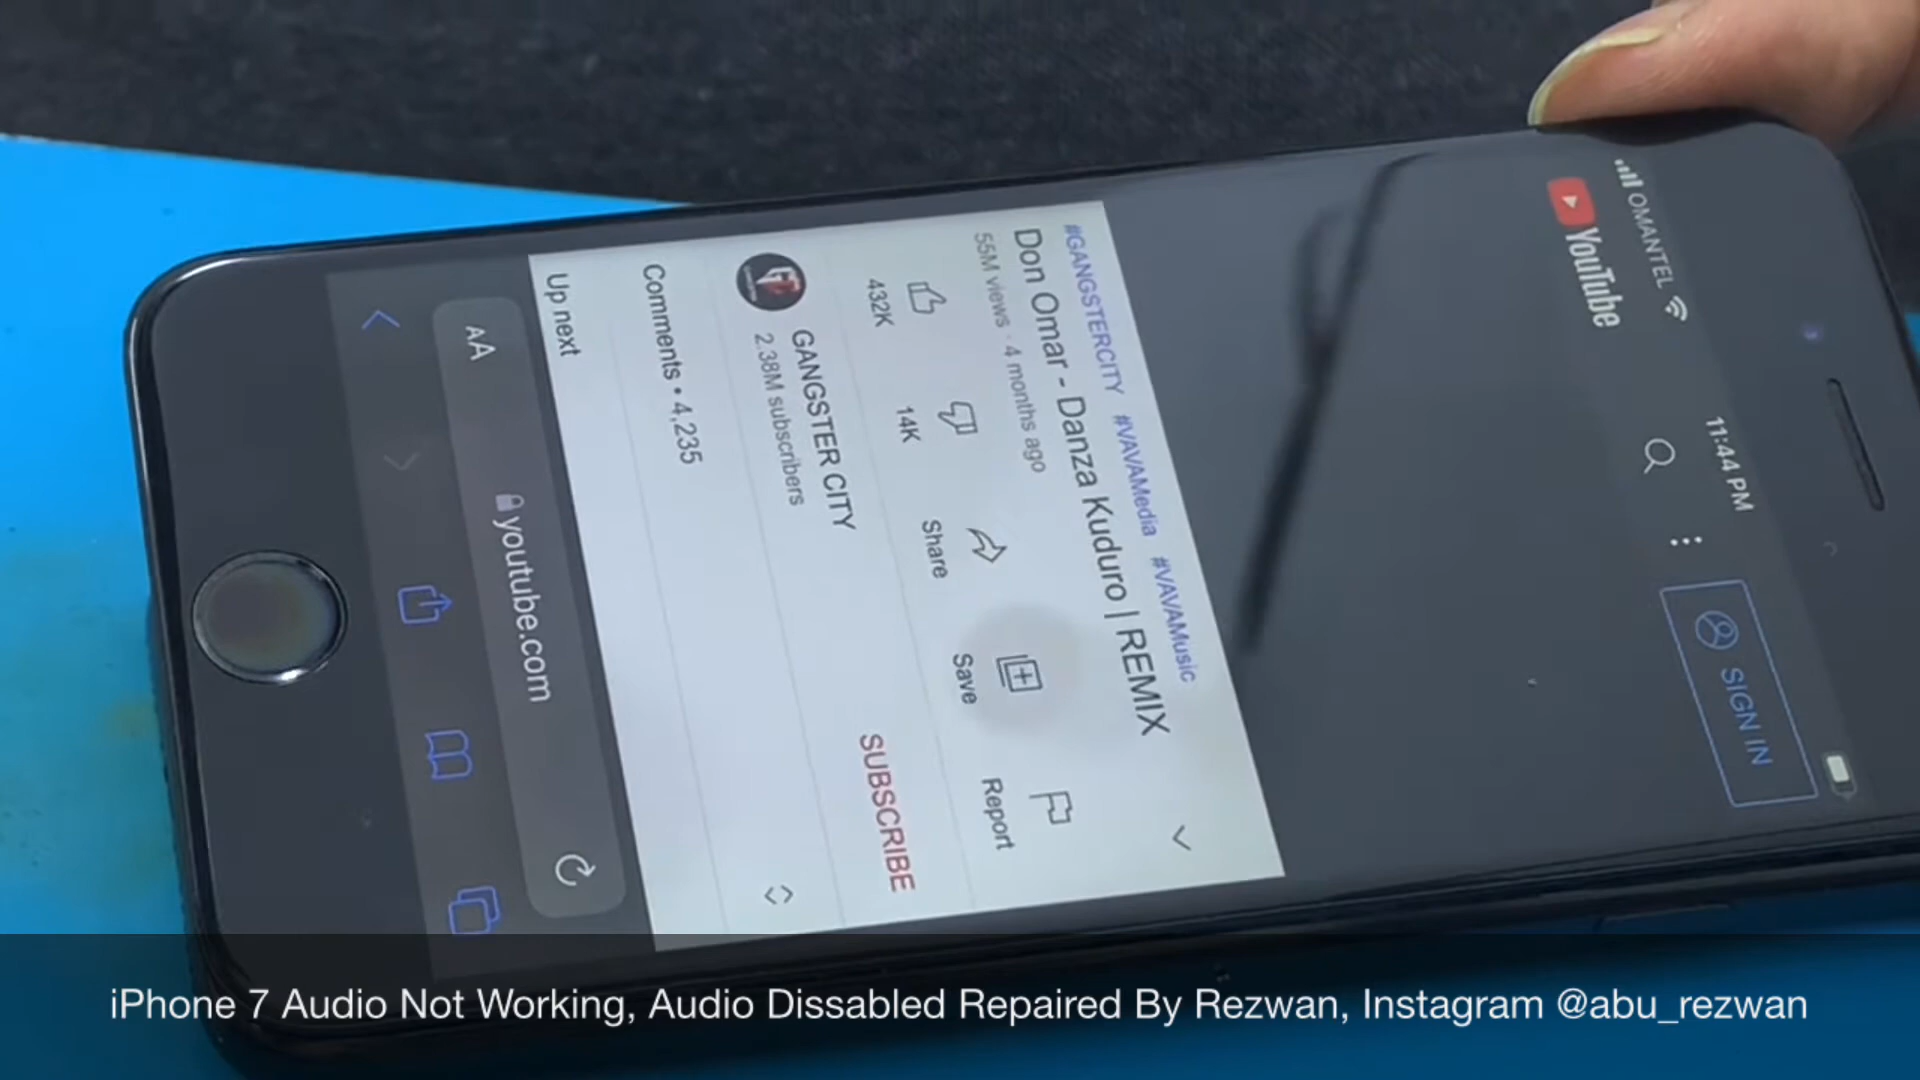 OMANTEL 11:44 PM
YouTube SIGN IN
#GANGSTERCITY #VAVAMedia #VAVAMusic
Don Omar - Danza Kuduro | REMIX
55M views · 4 months ago
432K 14K Share Save Report
GANGSTER CITY
2.38M subscribers
SUBSCRIBE
Comments • 4,235
Up next
AA youtube.com
iPhone 7 Audio Not Working, Audio Dissabled Repaired By Rezwan, Instagram @abu_rezwan